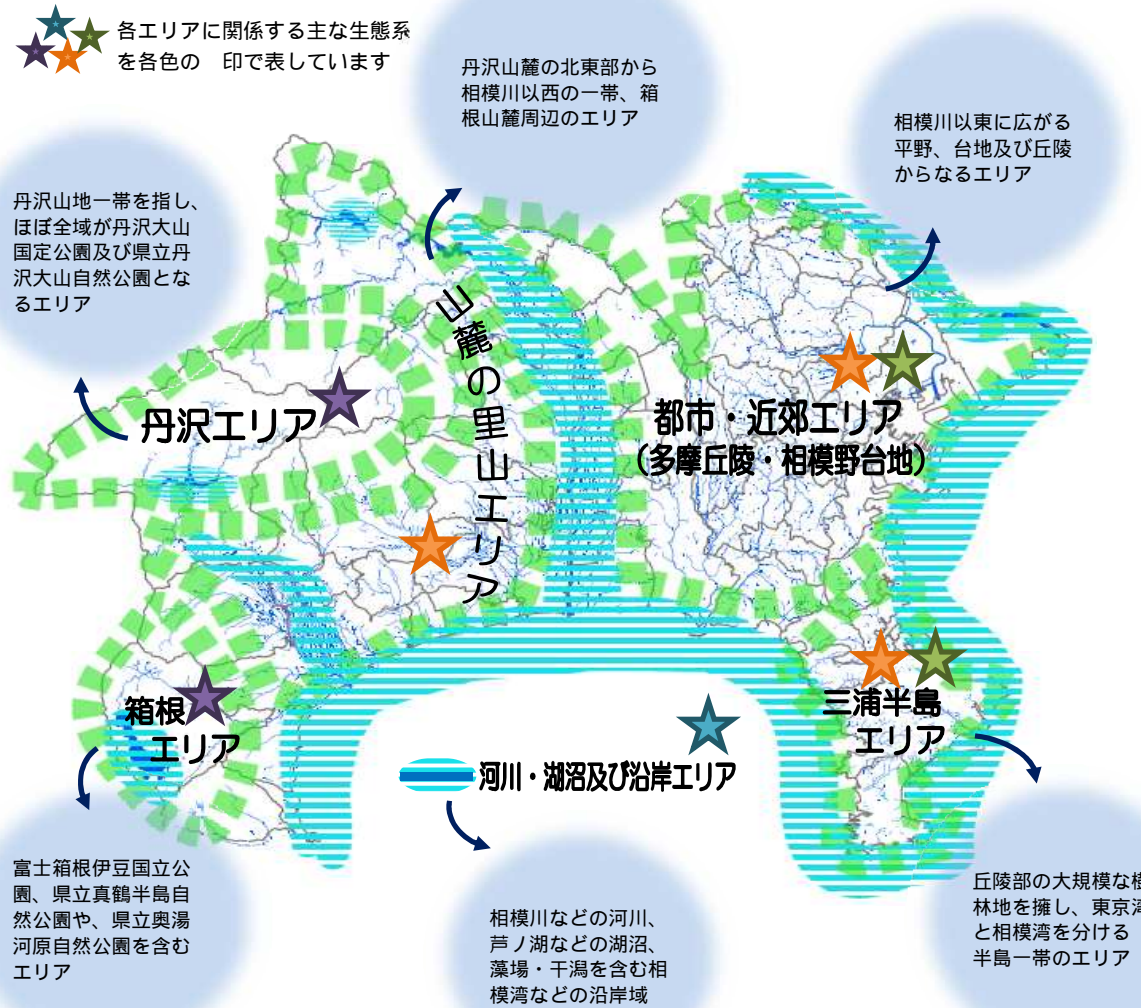 各エリアに関係する主な生態系
を各色の　印で表しています
丹沢山麓の北東部から
相模川以西の一帯、箱
根山麓周辺のエリア
相模川以東に広がる
平野、台地及び丘陵
からなるエリア
丹沢山地一帯を指し、
ほぼ全域が丹沢大山
国定公園及び県立丹
沢大山自然公園とな
るエリア
山麓の里山エリア
丹沢エリア
都市・近郊エリア
（多摩丘陵・相模野台地）
箱根
エリア
三浦半島
エリア
河川・湖沼及び沿岸エリア
富士箱根伊豆国立公
園、県立真鶴半島自
然公園や、県立奥湯
河原自然公園を含む
エリア
相模川などの河川、
芦ノ湖などの湖沼、
藻場・干潟を含む相
模湾などの沿岸域
丘陵部の大規模な樹
林地を擁し、東京湾
と相模湾を分ける
半島一帯のエリア